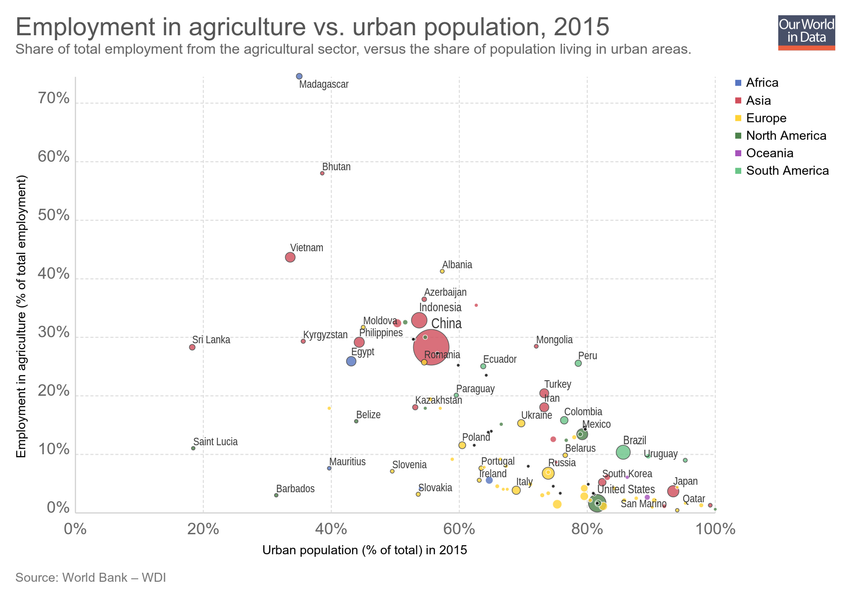 Employment in agriculture vs. urban population, 2015
Share of total employment from the agricultural sector, versus the share of population living in urban areas.
Our World
in Data
Africa
Asia
Europe
North America
Oceania
South America
Employment in agriculture (% of total employment)
70%
60%
50%
40%
30%
20%
10%
0%
Madagascar
Bhutan
Vietnam
Albania
Azerbaijan
Indonesia
China
Moldova
Philippines
Sri Lanka
Kyrgyzstan
Mongolia
Egypt
Romania
Ecuador
Peru
Turkey
Paraguay
Iran
Kazakhstan
Belize
Ukraine
Colombia
Mexico
Saint Lucia
Poland
Brazil
Belarus
Uruguay
Mauritius
Slovenia
Portugal
Russia
Ireland
South Korea
Italy
Japan
Barbados
Slovakia
United States
San Marino
Qatar
0%
20%
40%
60%
80%
100%
Urban population (% of total) in 2015
Source: World Bank – WDI